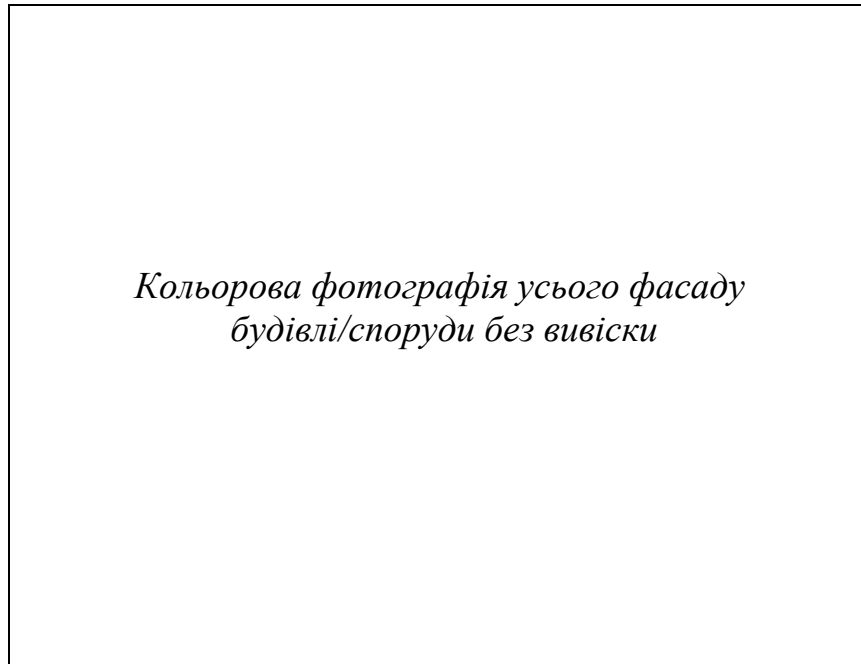 Кольорова фотографія усього фасаду
будівлі/споруди без вивіски